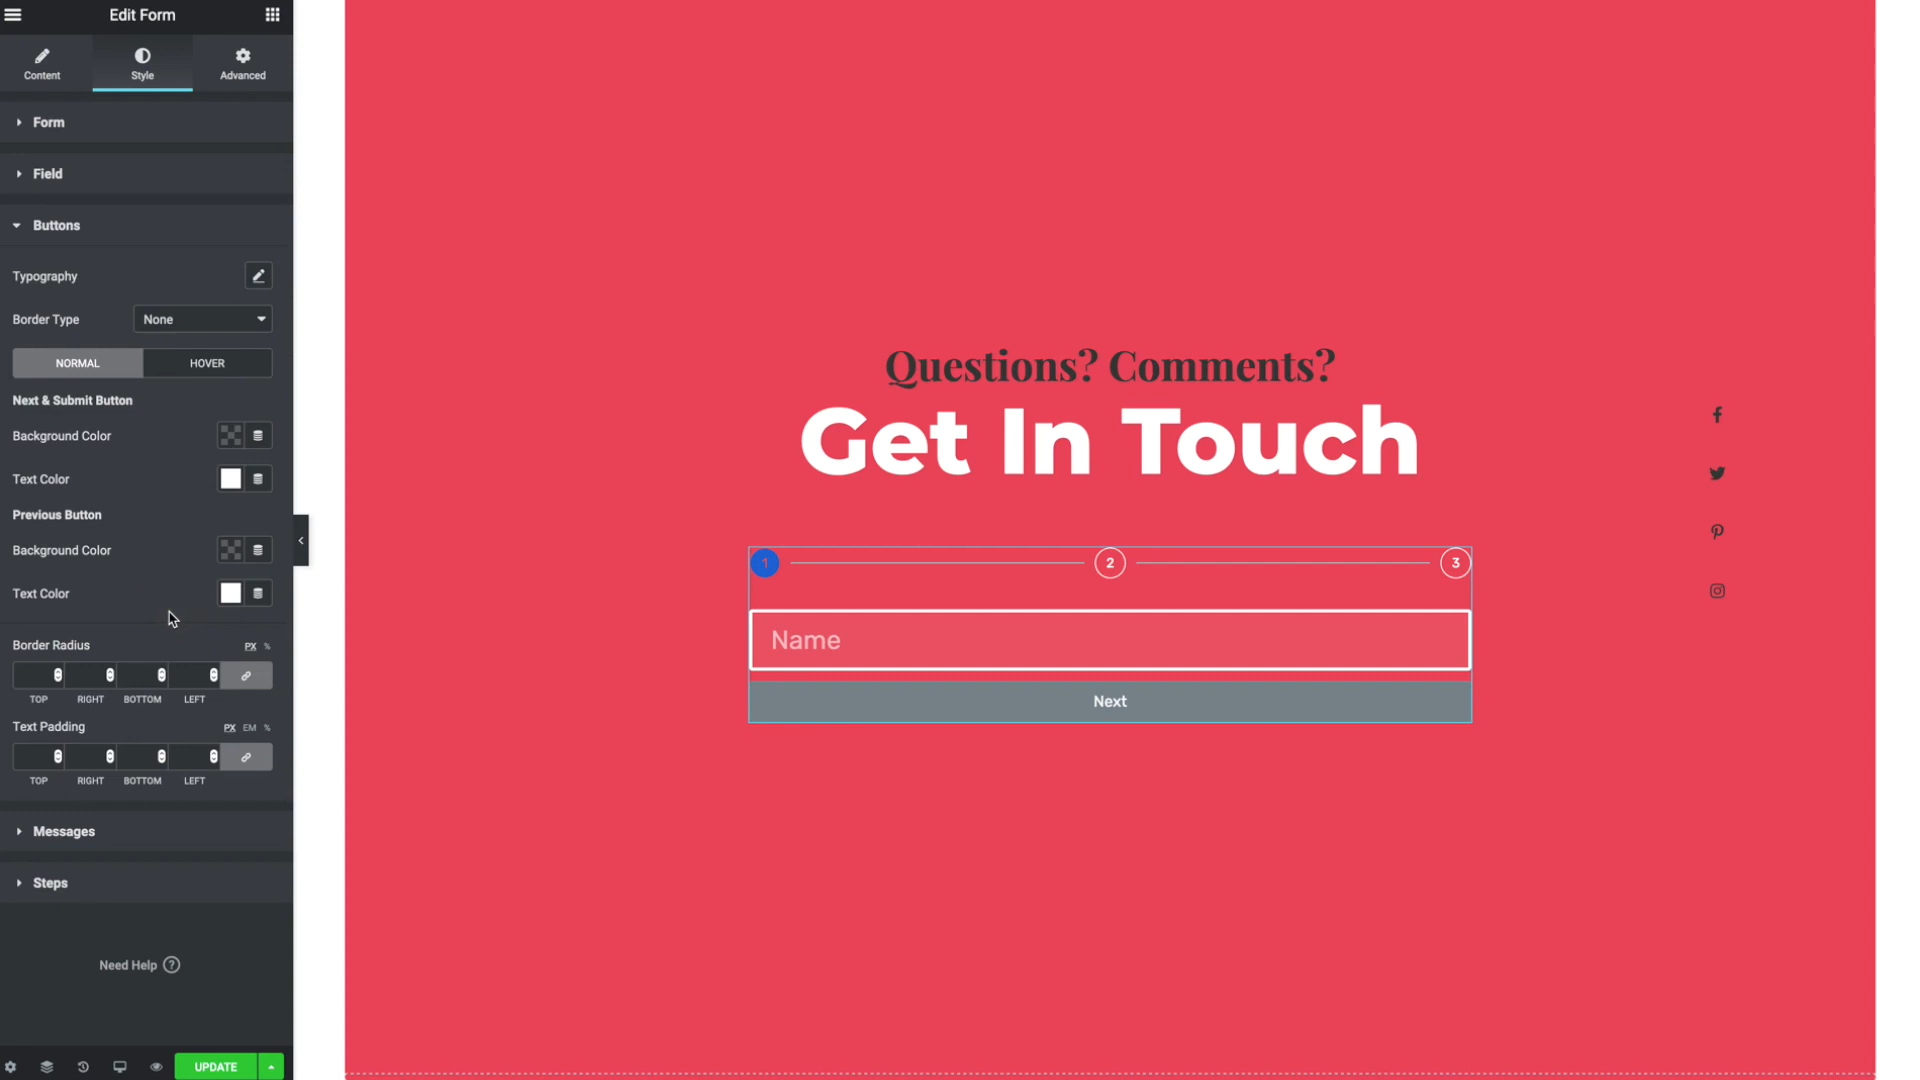 Edit Form
Content
Style
Advanced
Form
Field
Buttons
Typography
Border Type
None
NORMAL
HOVER
Next & Submit Button
Background Color
Text Color
Previous Button
Background Color
Text Color
Border Radius
PX %
TOP RIGHT BOTTOM LEFT
Text Padding
PX EM %
TOP RIGHT BOTTOM LEFT
Messages
Steps
Need Help ?
UPDATE
Questions? Comments?
Get In Touch
1 2 3
Name
Next